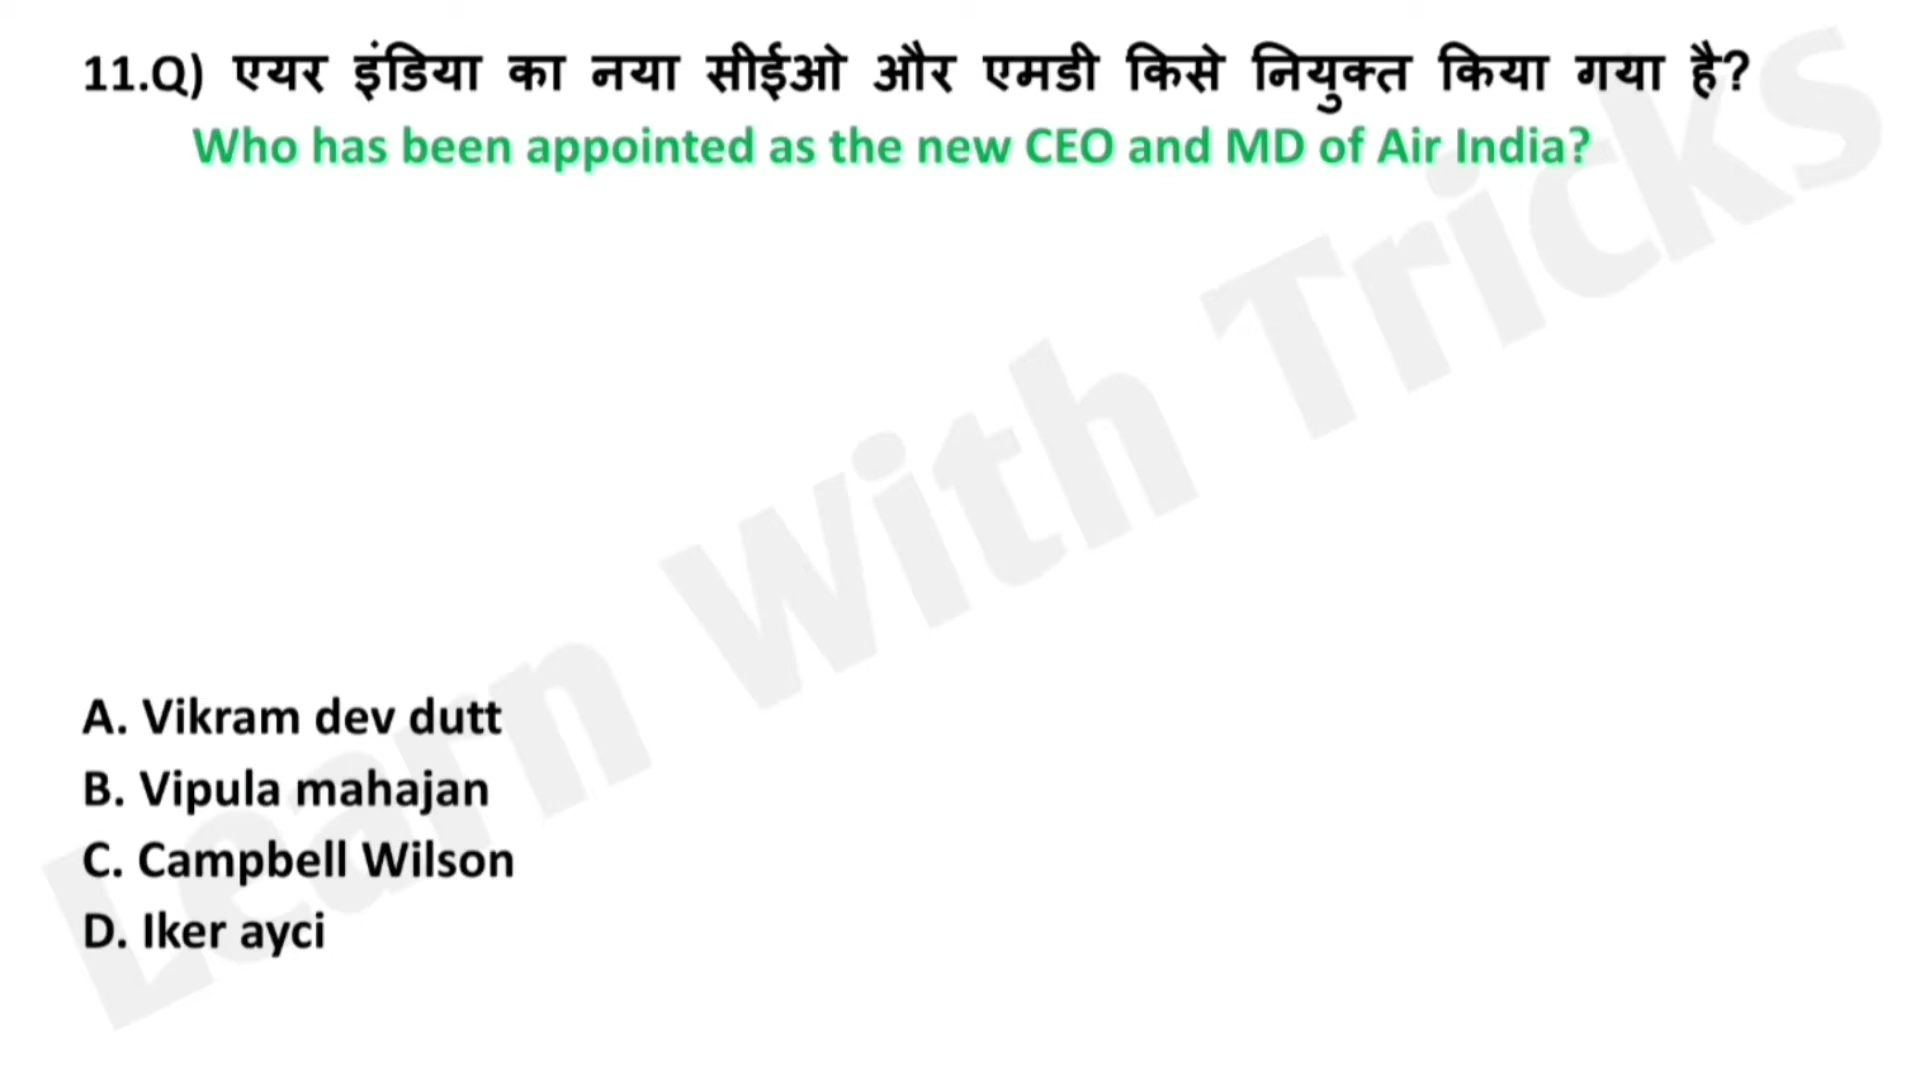 11.Q) एयर इंडिया का नया सीईओ और एमडी किसे नियुक्त किया गया है?
Who has been appointed as the new CEO and MD of Air India?
Learn With Tricks
A. Vikram dev dutt
B. Vipula mahajan
C. Campbell Wilson
D. Iker ayci